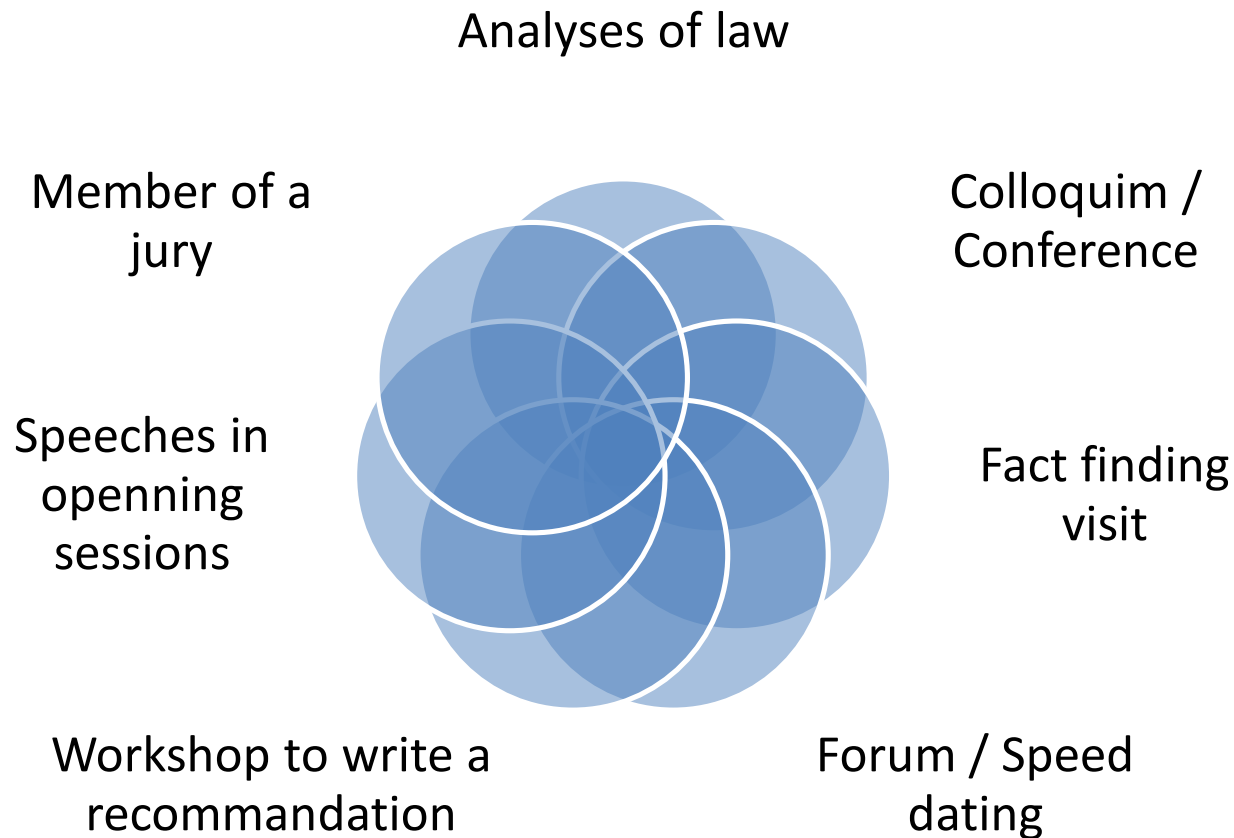 Analyses of law
Member of a
jury
Colloquim /
Conference
Speeches in
openning
sessions
Fact finding
visit
Workshop to write a
recommandation
Forum / Speed
dating